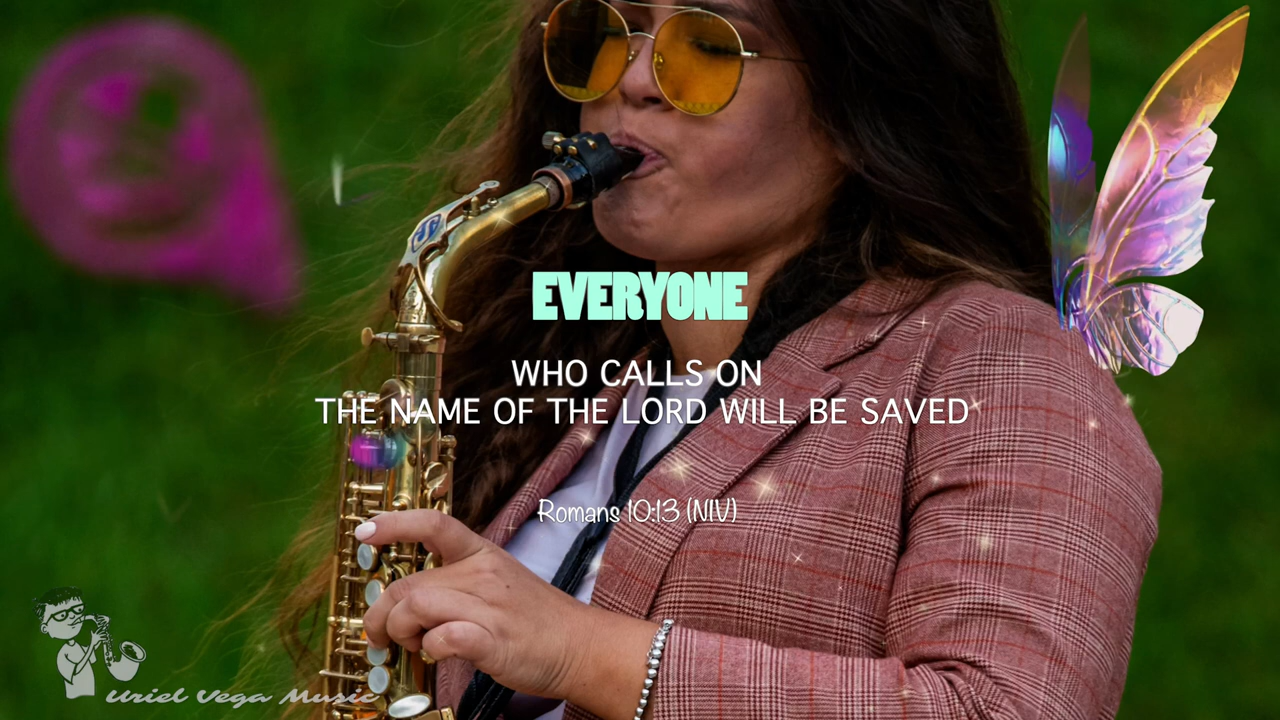 EVERYONE
WHO CALLS ON
THE NAME OF THE LORD WILL BE SAVED
Romans 10:13 (NIV)
Uriel Vega Music